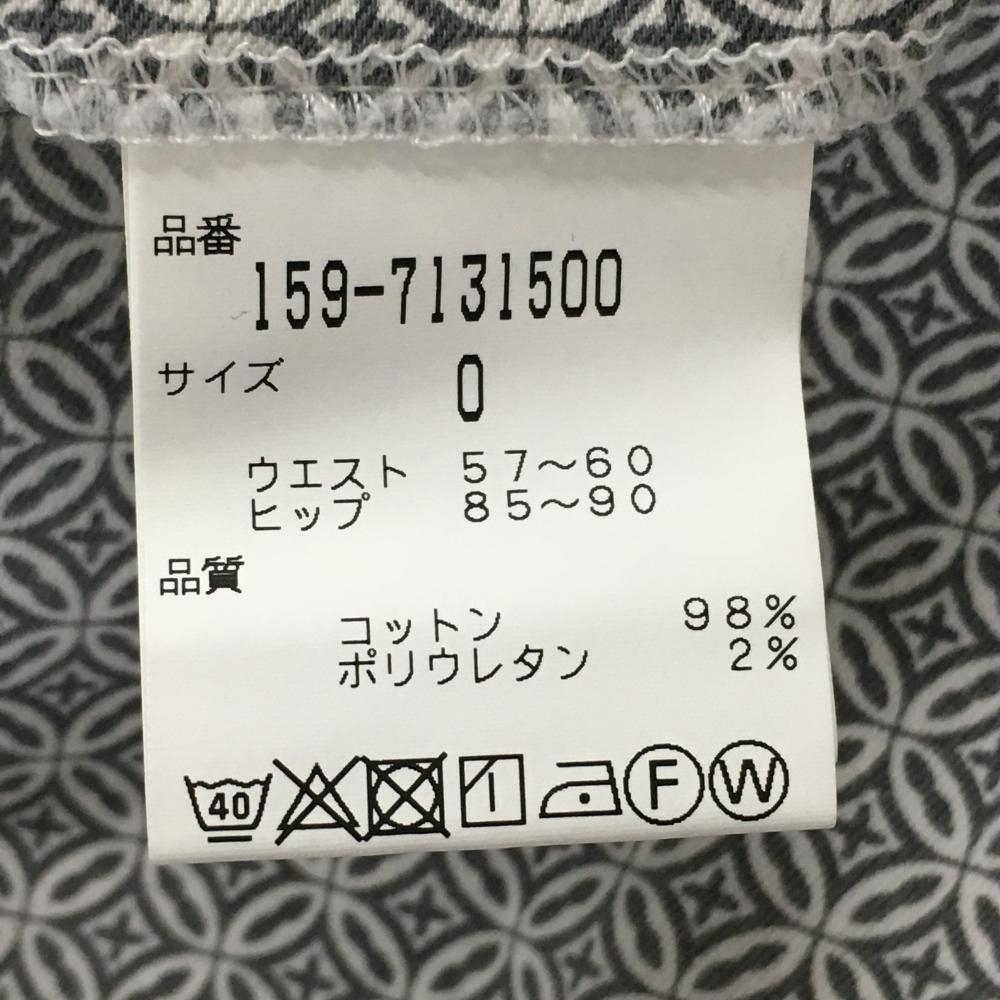 品番
159-7131500
サイズ 0
ウエスト 57～60
ヒップ 85～90
品質
コットン 98%
ポリウレタン 2%
40 F W